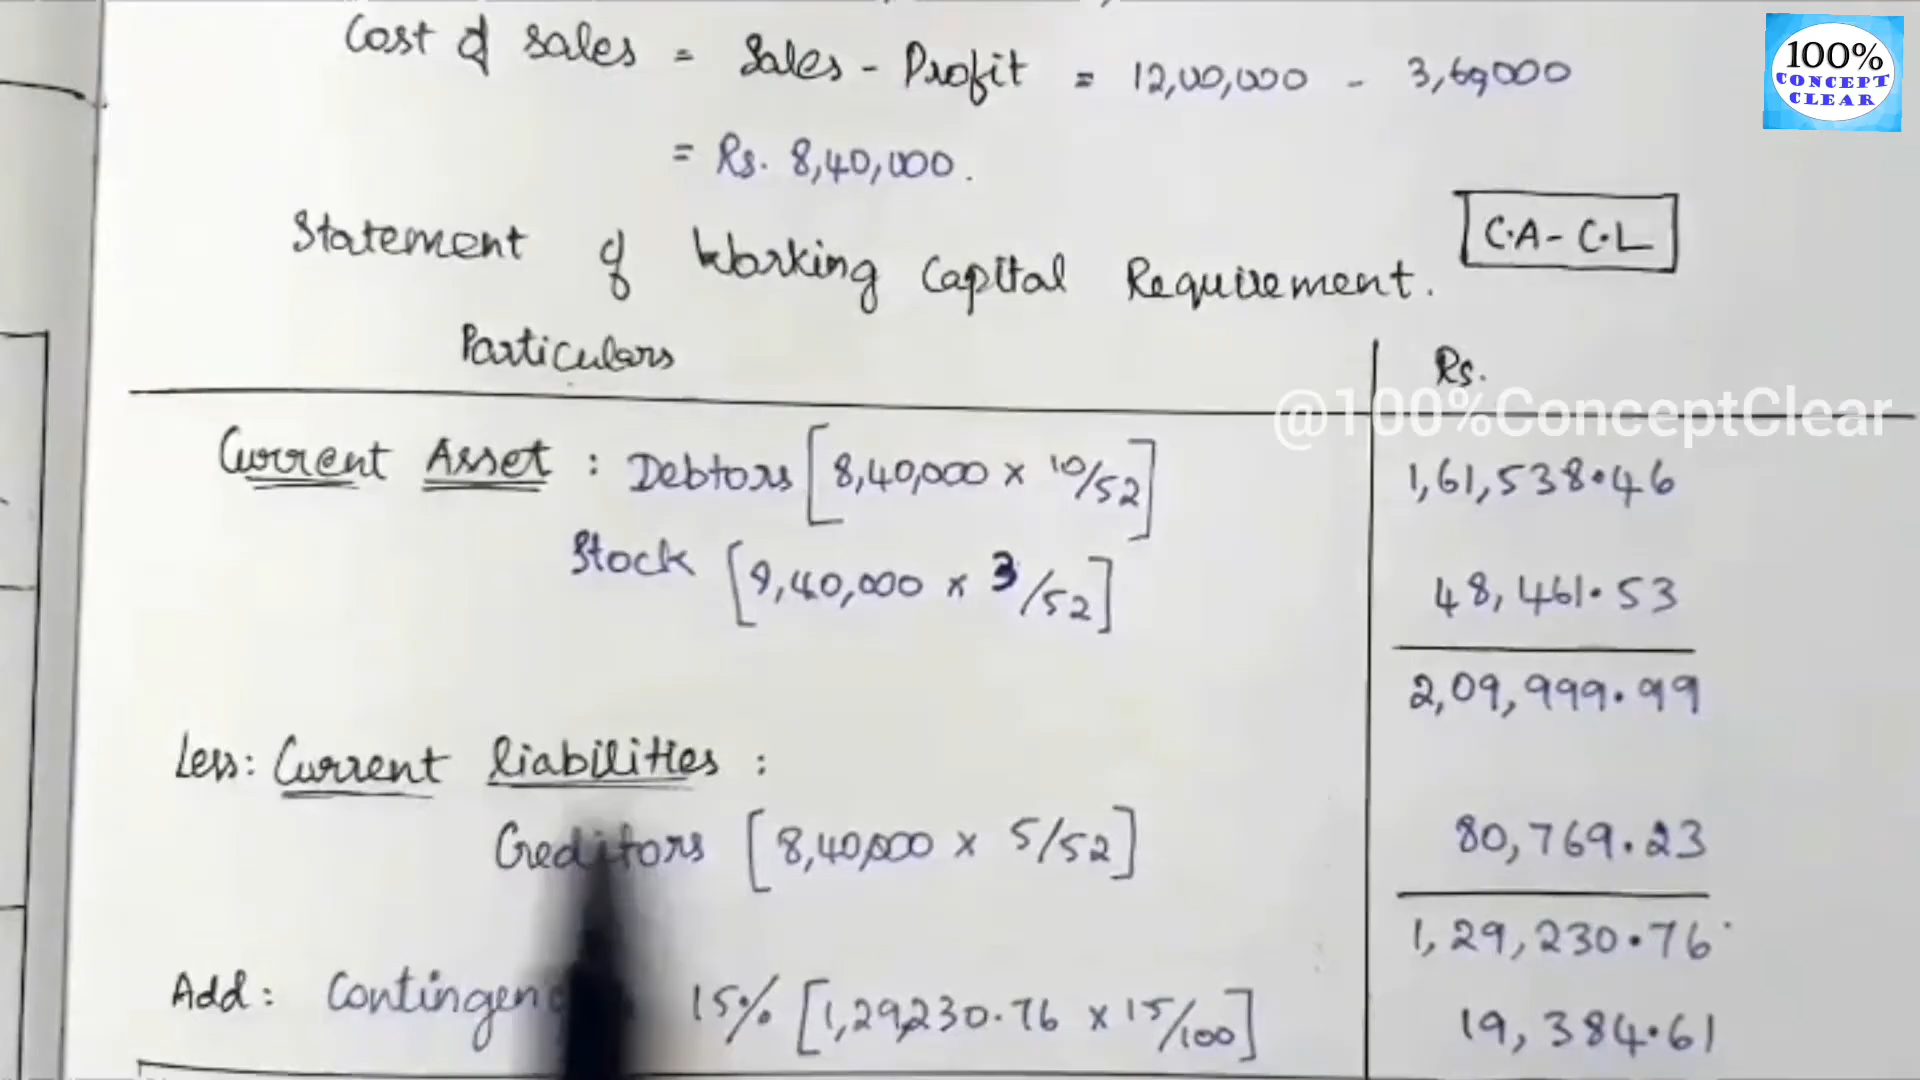 Cost of Sales = Sales - Profit = 12,00,000 - 3,60,000
100%
CONCEPT
CLEAR
= Rs. 8,40,000.
C.A - C.L
Statement of Working Capital Requirement.
Particulars Rs.
@100%ConceptClear
Current Asset : Debtors [8,40,000 x 10/52] 1,61,538.46
Stock [8,40,000 x 3/52] 48,461.53
2,09,999.99
Less: Current liabilities :
Creditors [8,40,000 x 5/52] 80,769.23
1,29,230.76
Add: 15% [1,29,230.76 x 15/100] 19,384.61